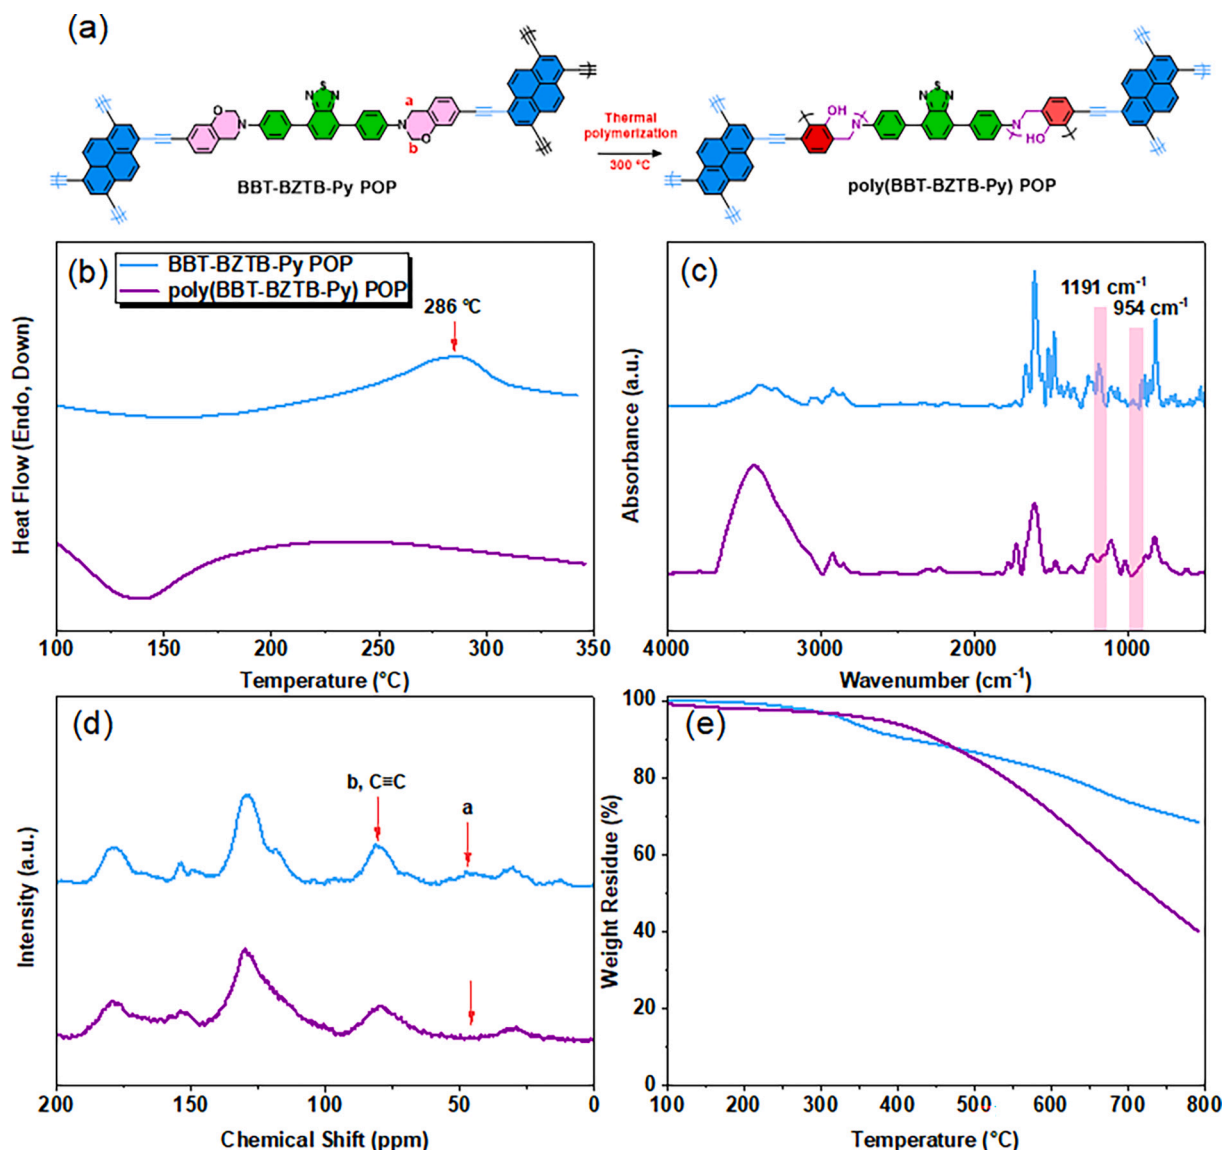 (a)
S
N N
O
N
a
N
O
b
BBT-BZTB-Py POP
Thermal
polymerization
300 °C
OH
N
S
N N
N
HO
poly(BBT-BZTB-Py) POP
(b)
BBT-BZTB-Py POP
poly(BBT-BZTB-Py) POP
286 °C
Heat Flow (Endo, Down)
100 150 200 250 300 350
Temperature (°C)
(c)
1191 cm-1
954 cm-1
Absorbance (a.u.)
4000 3000 2000 1000
Wavenumber (cm-1)
(d)
b, C≡C
a
Intensity (a.u.)
200 150 100 50 0
Chemical Shift (ppm)
(e)
Weight Residue (%)
100
80
60
40
20
0
100 200 300 400 500 600 700 800
Temperature (°C)